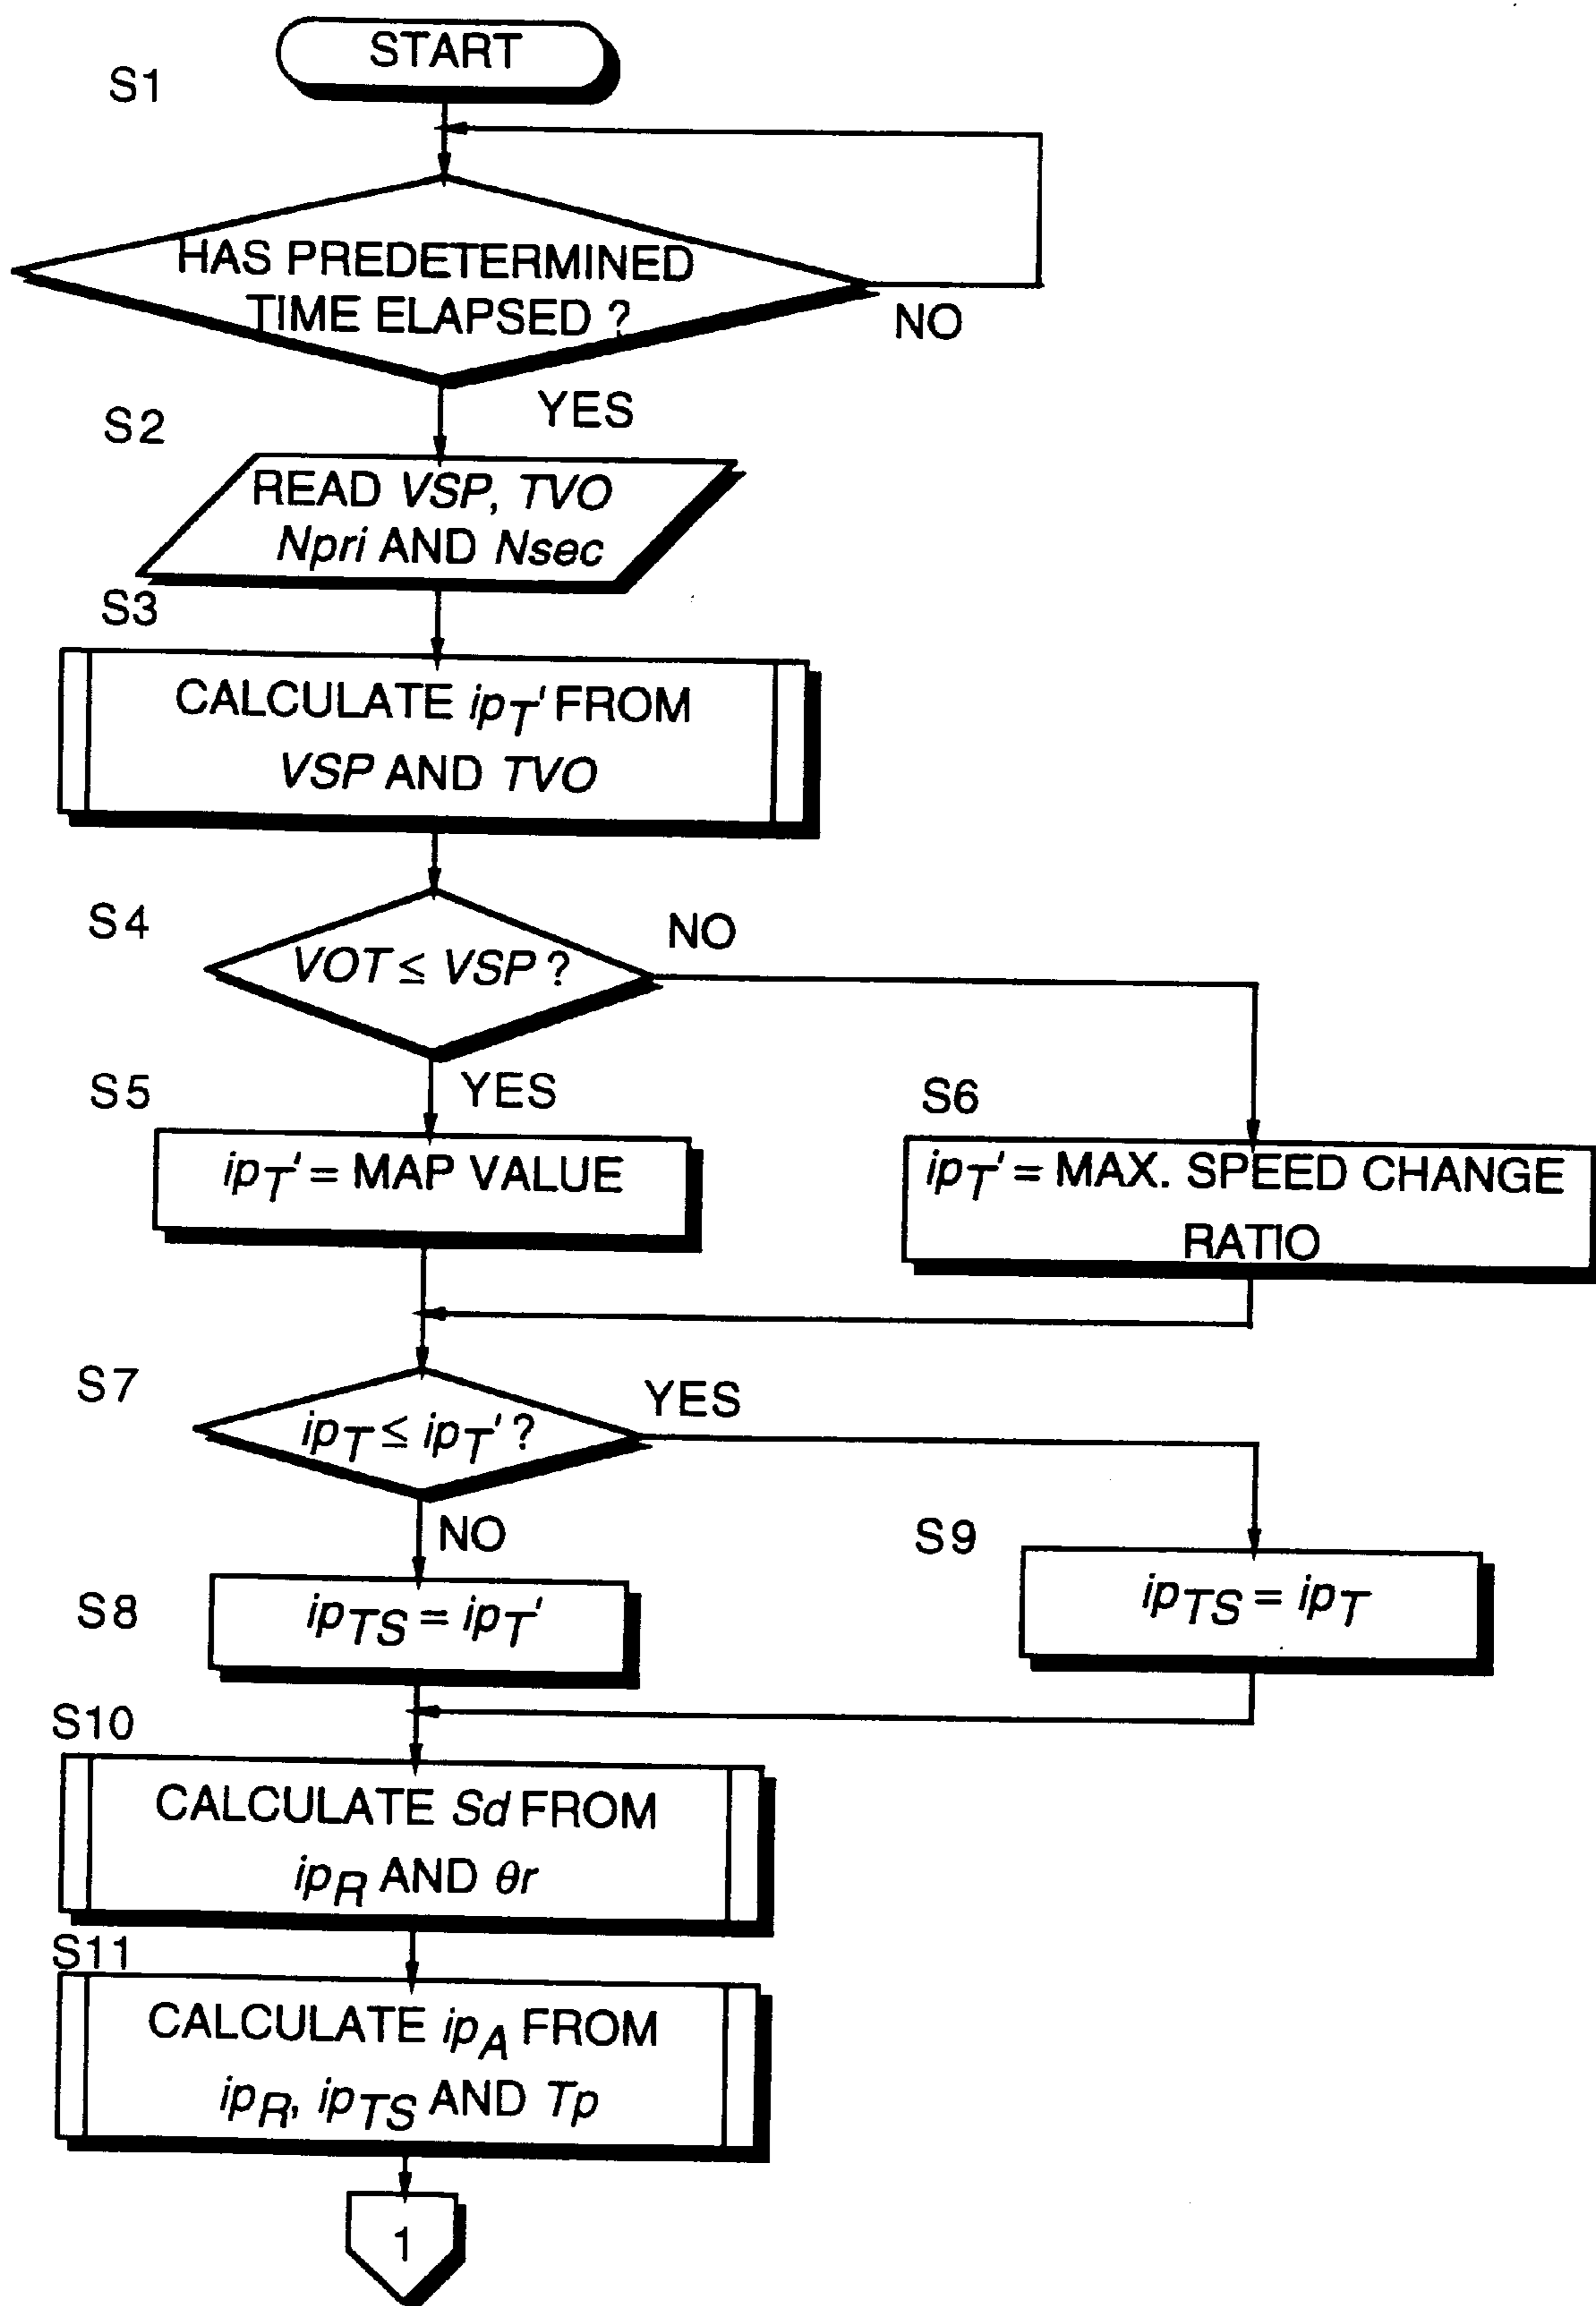 START
S1
HAS PREDETERMINED
TIME ELAPSED ?
NO
YES
S2
READ VSP, TVO
Npri AND Nsec
S3
CALCULATE ipT' FROM
VSP AND TVO
S4
VOT ≤ VSP ?
NO
YES
S5
ipT' = MAP VALUE
S6
ipT' = MAX. SPEED CHANGE
RATIO
S7
ipT ≤ ipT' ?
YES
NO
S8
ipTS = ipT'
S9
ipTS = ipT
S10
CALCULATE Sd FROM
ipR AND θr
S11
CALCULATE ipA FROM
ipR, ipTS AND Tp
1